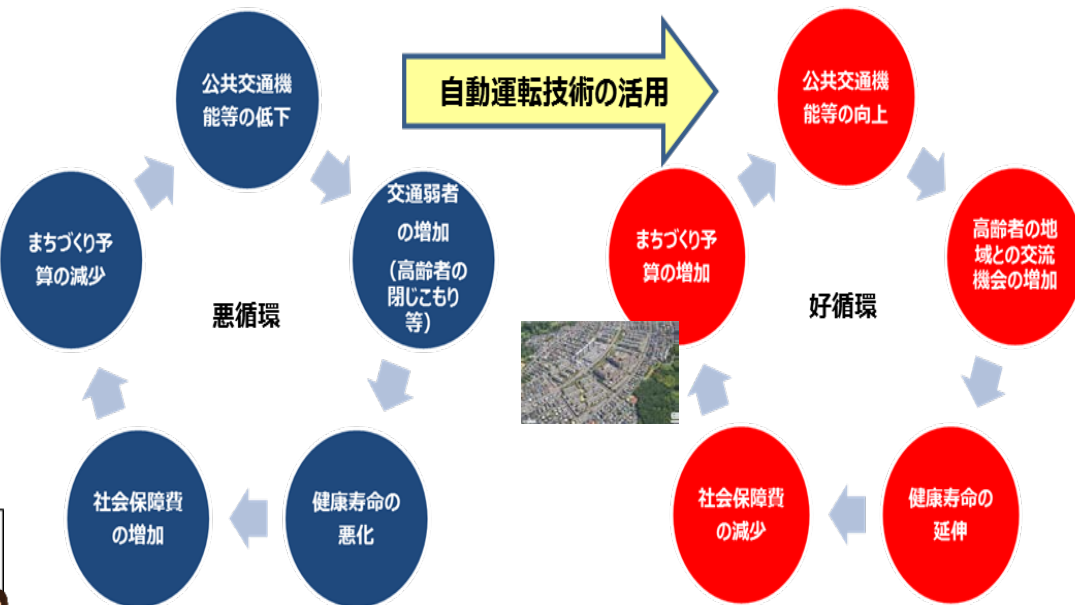 公共交通機
能等の低下
交通弱者
の増加
（高齢者の
閉じこもり
等）
健康寿命の
悪化
社会保障費
の増加
まちづくり予
算の減少
悪循環
自動運転技術の活用
公共交通機
能等の向上
高齢者の地
域との交流
機会の増加
健康寿命の
延伸
社会保障費
の減少
まちづくり予
算の増加
好循環